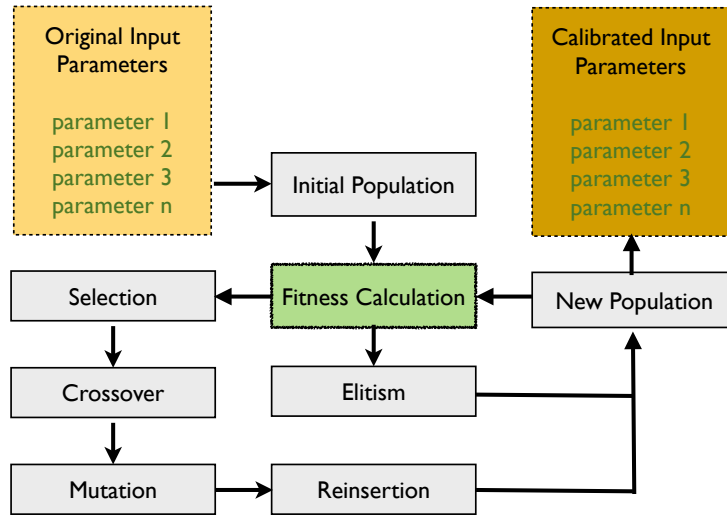 Original Input
Parameters
parameter 1
parameter 2
parameter 3
parameter n
Calibrated Input
Parameters
parameter 1
parameter 2
parameter 3
parameter n
Initial Population
Selection
Fitness Calculation
New Population
Crossover
Elitism
Mutation
Reinsertion